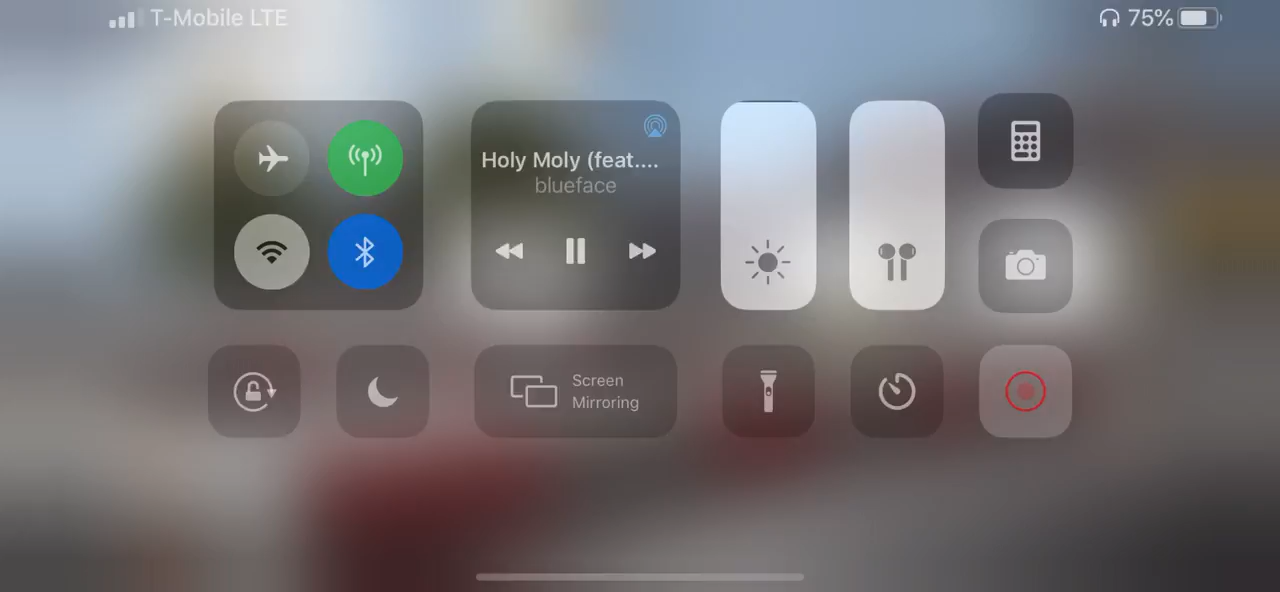 T-Mobile LTE
75%
Holy Moly (feat....
blueface
Screen
Mirroring